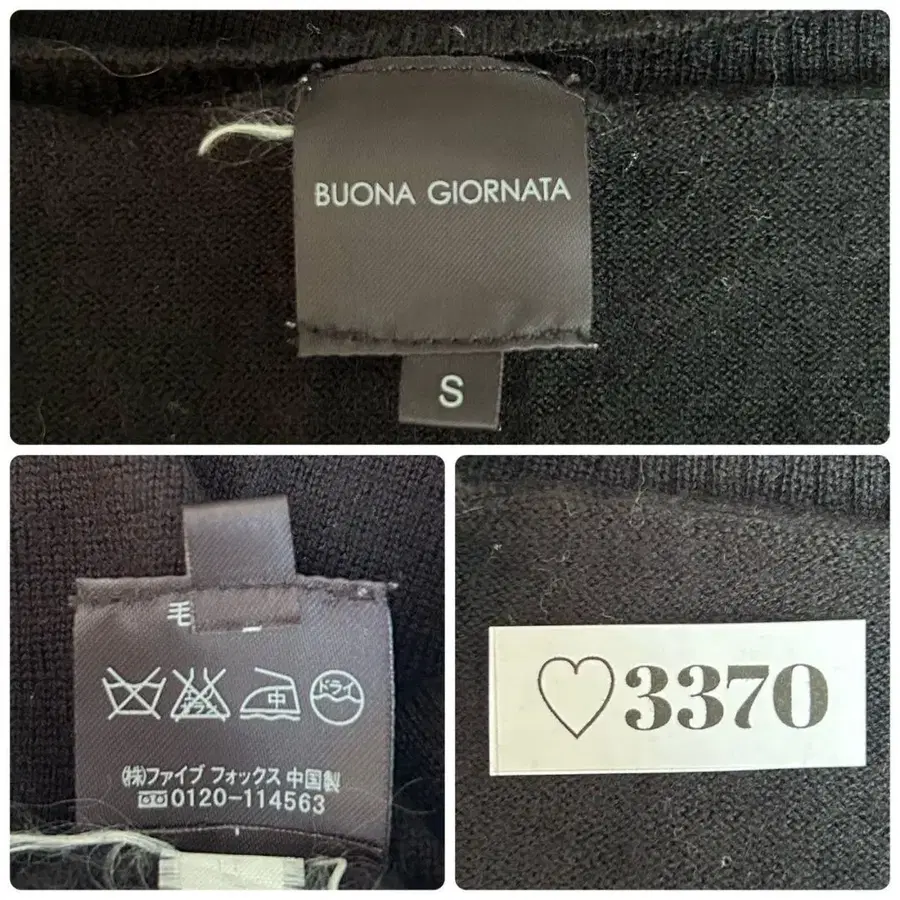 BUONA GIORNATA
S
毛
中
ドライ
(株)ファイブ フォックス 中国製
0120-114563
♡3370